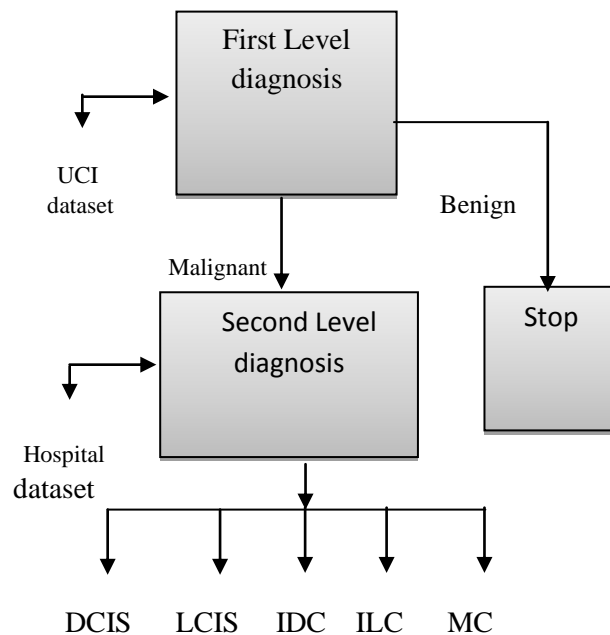 First Level
diagnosis
UCI
dataset
Benign
Malignant
Second Level
diagnosis
Stop
Hospital
dataset
DCIS LCIS IDC ILC MC